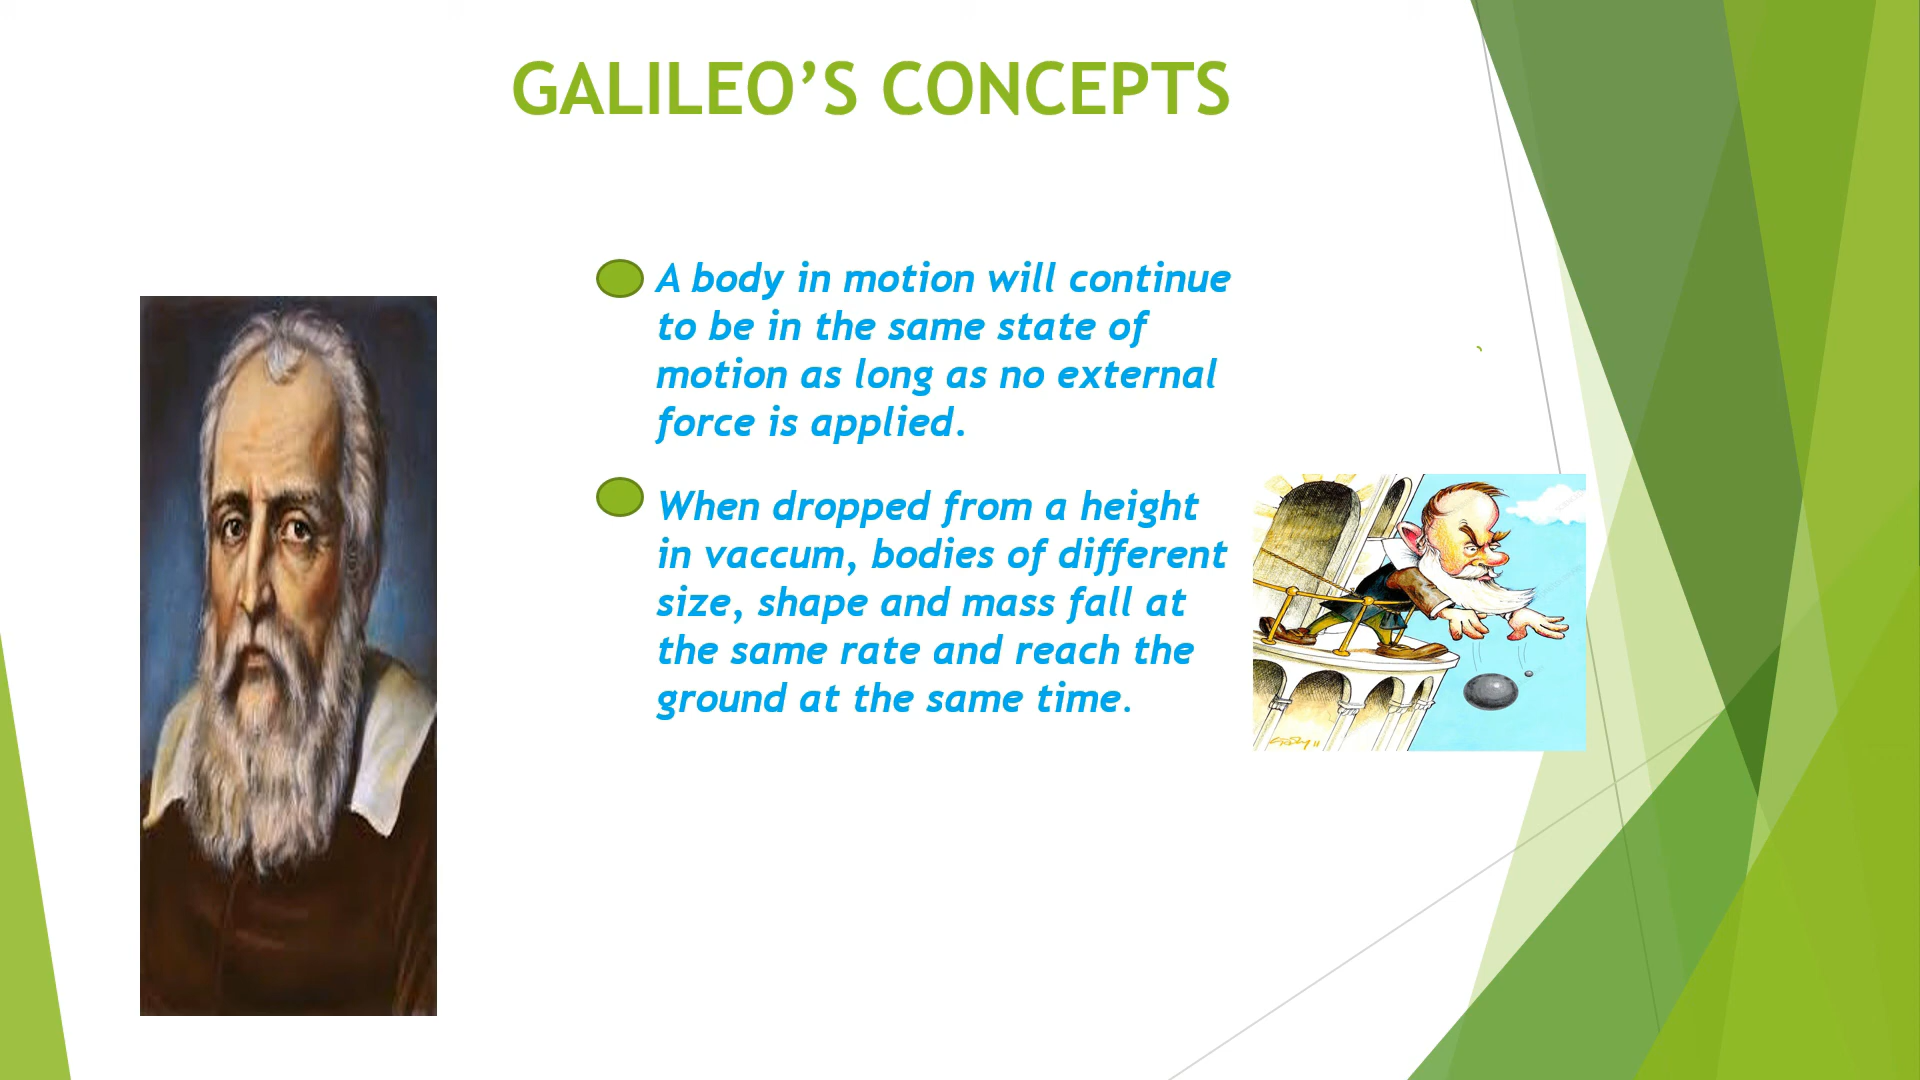 GALILEO’S CONCEPTS
A body in motion will continue
to be in the same state of
motion as long as no external
force is applied.
When dropped from a height
in vaccum, bodies of different
size, shape and mass fall at
the same rate and reach the
ground at the same time.